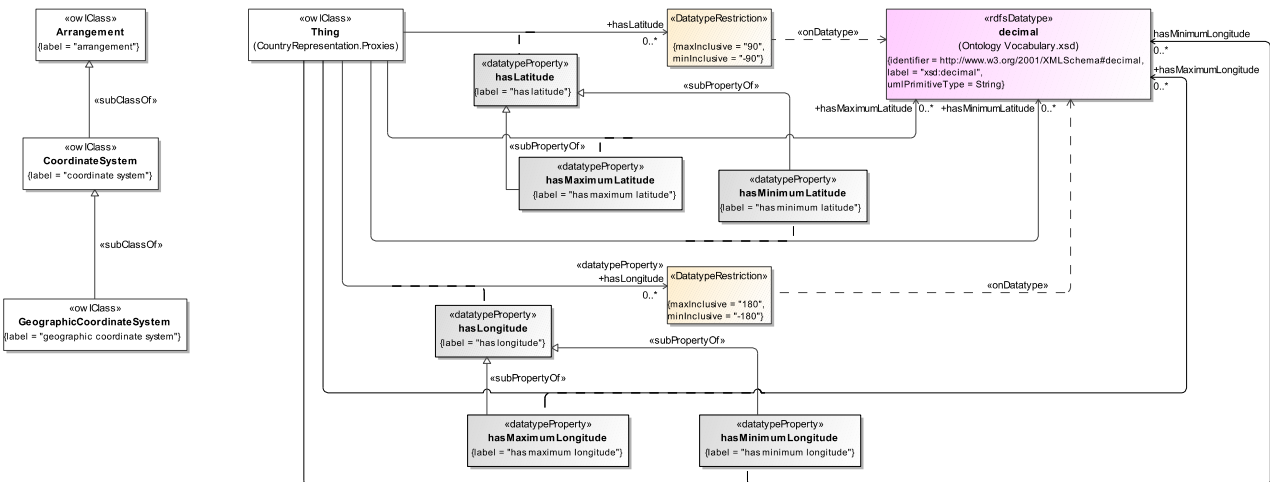 «owlClass»
Arrangement
{label = "arrangement"}
«subClassOf»
«owlClass»
CoordinateSystem
{label = "coordinate system"}
«subClassOf»
«owlClass»
GeographicCoordinateSystem
{label = "geographic coordinate system"}
«owlClass»
Thing
(CountryRepresentation.Proxies)
+hasLatitude
0..*
«DatatypeRestriction»
{maxInclusive = "90",
minInclusive = "-90"}
«onDatatype»
«rdfsDatatype»
decimal
(Ontology Vocabulary.xsd)
{identifier = http://www.w3.org/2001/XMLSchema#decimal,
label = "xsd:decimal",
umlPrimitiveType = String}
hasMinimumLongitude
0..*
+hasMaximumLongitude
0..*
«datatypeProperty»
hasLatitude
{label = "has latitude"}
«subPropertyOf»
+hasMaximumLatitude 0..*
+hasMinimumLatitude 0..*
«subPropertyOf»
«datatypeProperty»
hasMaximumLatitude
{label = "has maximum latitude"}
«datatypeProperty»
hasMinimumLatitude
{label = "has minimum latitude"}
«datatypeProperty»
+hasLongitude
0..*
«DatatypeRestriction»
{maxInclusive = "180",
minInclusive = "-180"}
«onDatatype»
«datatypeProperty»
hasLongitude
{label = "has longitude"}
«subPropertyOf»
«subPropertyOf»
«datatypeProperty»
hasMaximumLongitude
{label = "has maximum longitude"}
«datatypeProperty»
hasMinimumLongitude
{label = "has minimum longitude"}